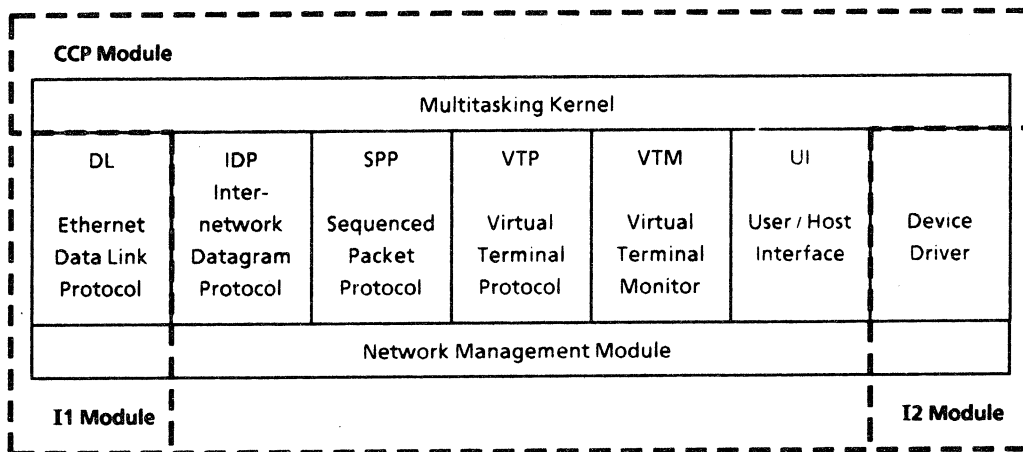 CCP Module
Multitasking Kernel
DL
Ethernet
Data Link
Protocol
IDP
Inter-
network
Datagram
Protocol
SPP
Sequenced
Packet
Protocol
VTP
Virtual
Terminal
Protocol
VTM
Virtual
Terminal
Monitor
UI
User / Host
Interface
Device
Driver
Network Management Module
I1 Module
I2 Module